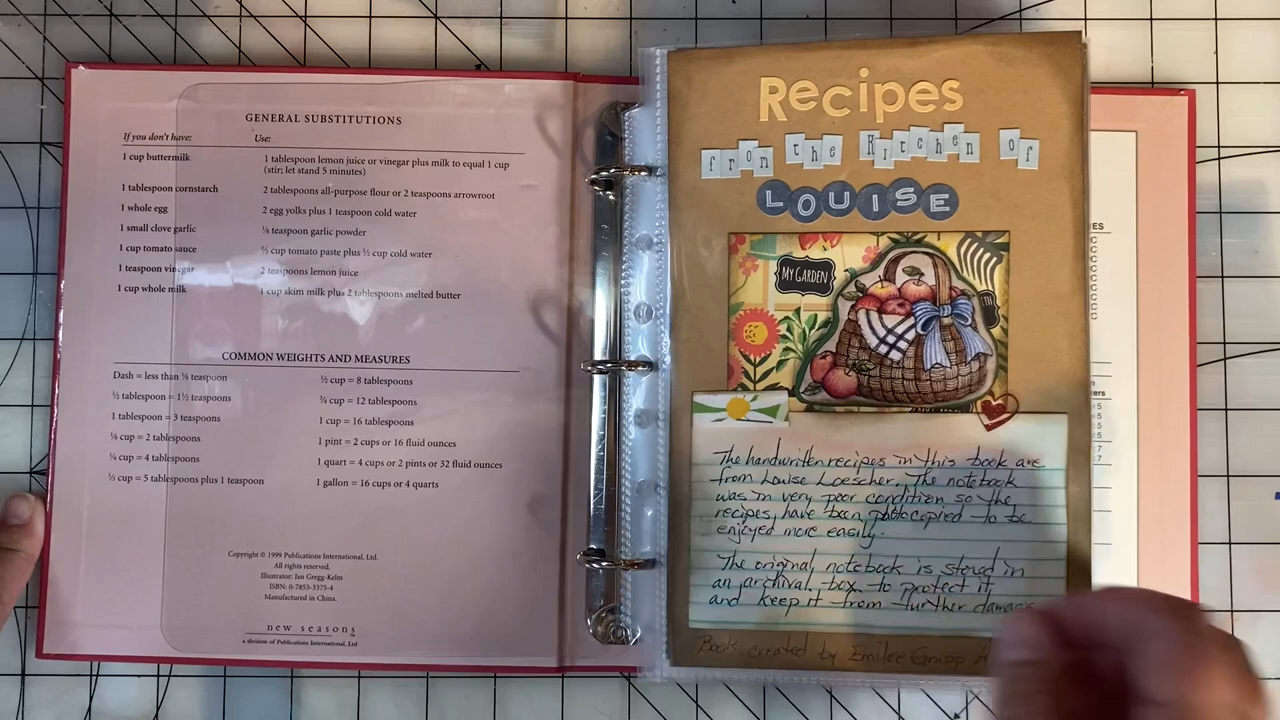 GENERAL SUBSTITUTIONS
If you don't have: Use:
1 cup buttermilk 1 tablespoon lemon juice or vinegar plus milk to equal 1 cup
(stir; let stand 5 minutes)
1 tablespoon cornstarch 2 tablespoons all-purpose flour or 2 teaspoons arrowroot
1 whole egg 2 egg yolks plus 1 teaspoon cold water
1 small clove garlic ⅛ teaspoon garlic powder
1 cup tomato sauce ½ cup tomato paste plus ½ cup cold water
1 teaspoon vinegar 2 teaspoons lemon juice
1 cup whole milk 1 cup skim milk plus 2 tablespoons melted butter
COMMON WEIGHTS AND MEASURES
Dash = less than ⅛ teaspoon ½ cup = 8 tablespoons
½ tablespoon = 1½ teaspoons ¾ cup = 12 tablespoons
1 tablespoon = 3 teaspoons 1 cup = 16 tablespoons
⅛ cup = 2 tablespoons 1 pint = 2 cups or 16 fluid ounces
¼ cup = 4 tablespoons 1 quart = 4 cups or 2 pints or 32 fluid ounces
⅓ cup = 5 tablespoons plus 1 teaspoon 1 gallon = 16 cups or 4 quarts
Copyright © 1999 Publications International, Ltd.
All rights reserved.
Illustrator: Jan Gregg-Kelm
ISBN: 0-7853-3375-4
Manufactured in China.
new seasons
a division of Publications International, Ltd
Recipes
from the Kitchen of
LOUISE
MY GARDEN
The handwritten recipes in this book are
from Louise Loescher. The notebook
was in very poor condition so the
recipes have been photocopied to be
enjoyed more easily.
The original notebook is stored in
an archival box to protect it
and keep it from further damage
Book created by Emilee